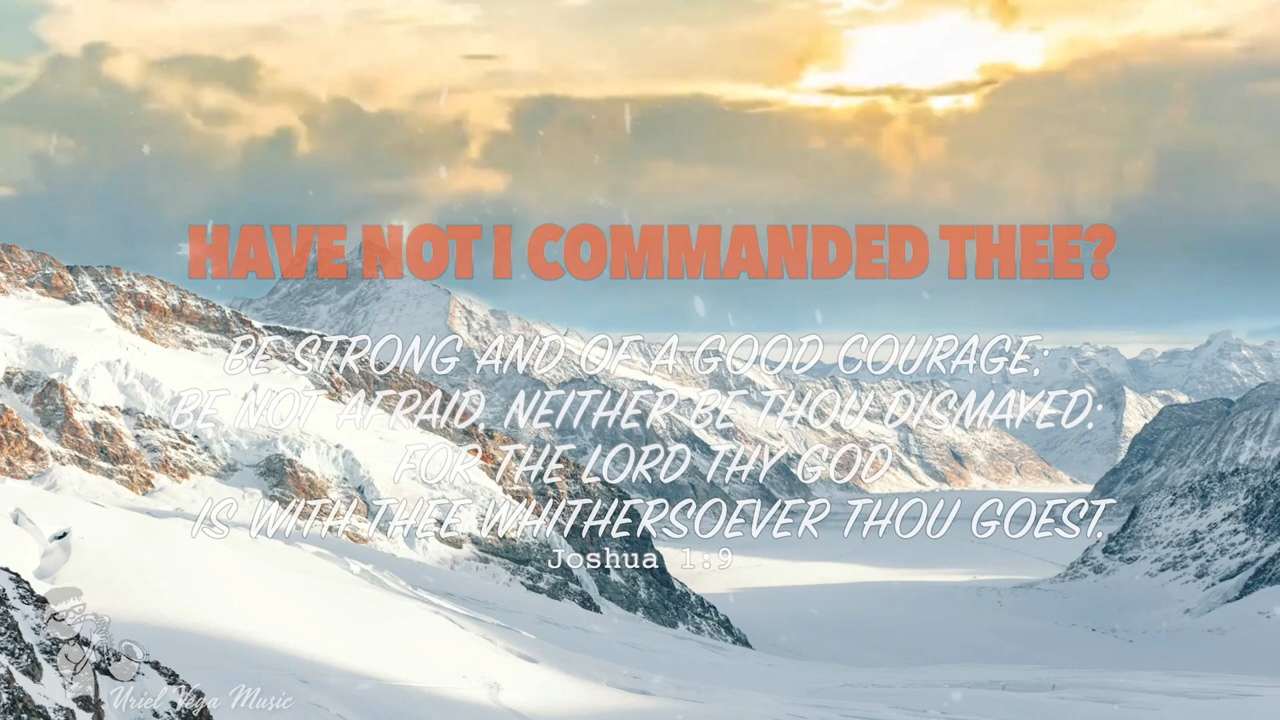 HAVE NOT I COMMANDED THEE?
BE STRONG AND OF A GOOD COURAGE;
BE NOT AFRAID, NEITHER BE THOU DISMAYED:
FOR THE LORD THY GOD
IS WITH THEE WHITHERSOEVER THOU GOEST.
Joshua 1:9
Uriel Vega Music